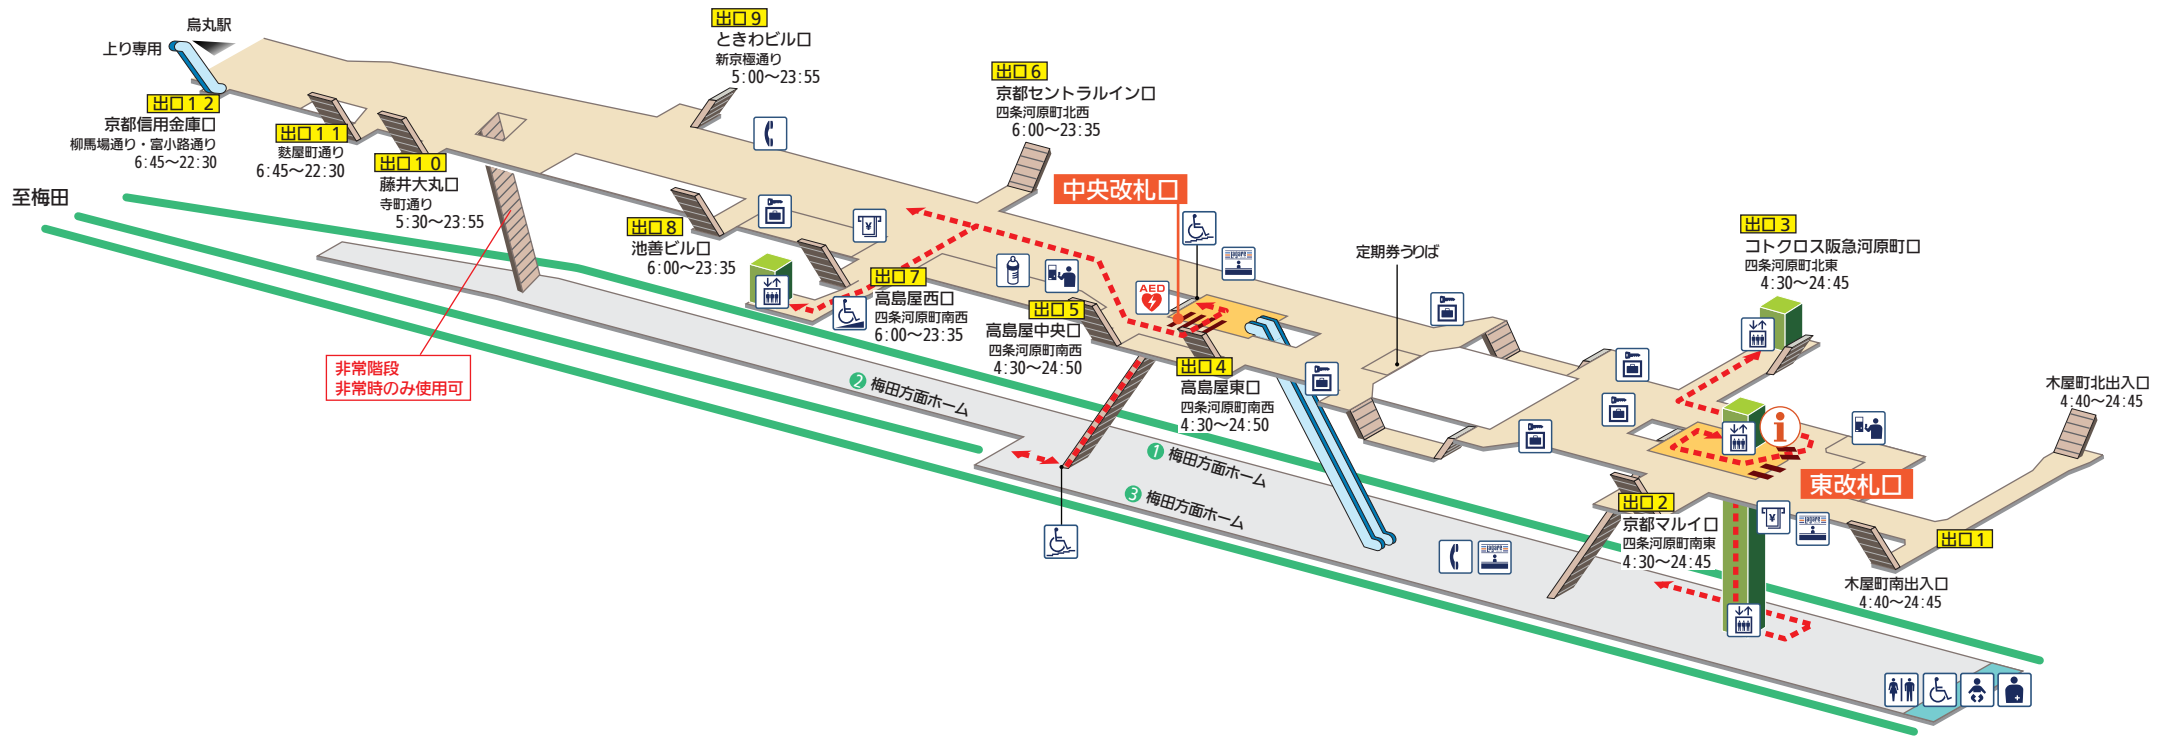 烏丸駅
上り専用
出口12
京都信用金庫口
柳馬場通り・富小路通り
6:45〜22:30
出口11
麩屋町通り
6:45〜22:30
出口10
藤井大丸口
寺町通り
5:30〜23:55
出口9
ときわビル口
新京極通り
5:00〜23:55
出口8
池善ビル口
6:00〜23:35
出口7
高島屋西口
四条河原町南西
6:00〜23:35
出口6
京都セントラルイン口
四条河原町北西
6:00〜23:35
中央改札口
AED
出口5
高島屋中央口
四条河原町南西
4:30〜24:50
出口4
高島屋東口
四条河原町南西
4:30〜24:50
定期券うりば
出口3
コトクロス阪急河原町口
四条河原町北東
4:30〜24:45
木屋町北出入口
4:40〜24:45
東改札口
出口2
京都マルイ口
四条河原町南東
4:30〜24:45
出口1
木屋町南出入口
4:40〜24:45
至梅田
非常階段
非常時のみ使用可
2 梅田方面ホーム
1 梅田方面ホーム
3 梅田方面ホーム